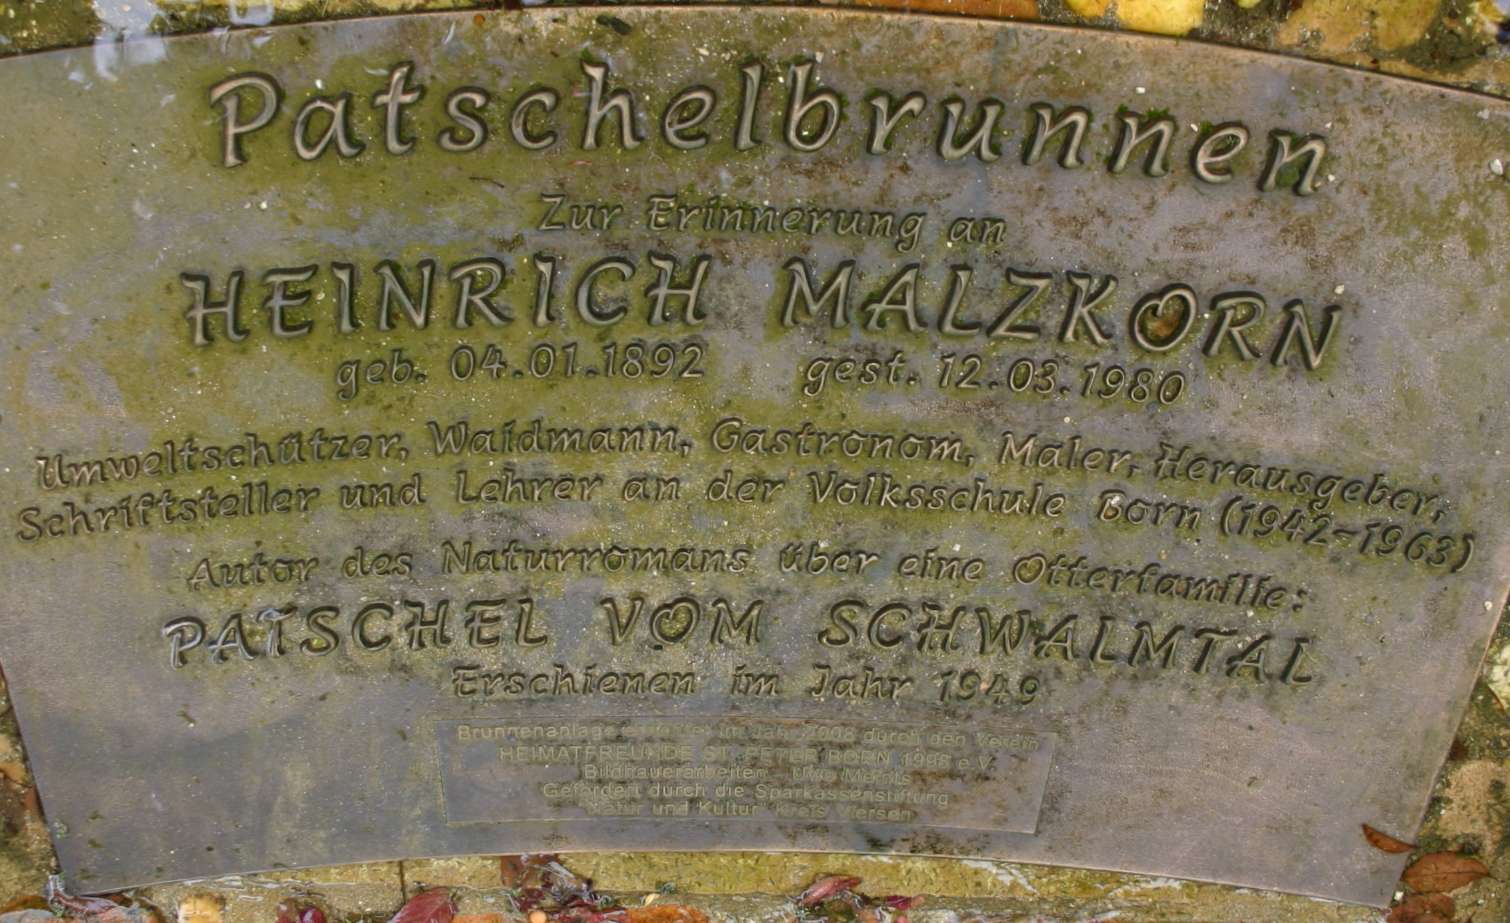 Patschelbrunnen
Zur Erinnerung an
HEINRICH MALZKORN
geb. 04.01.1892 gest. 12.03.1980
Umweltschützer, Waidmann, Gastronom, Maler, Herausgeber,
Schriftsteller und Lehrer an der Volksschule Born (1942-1963)
Autor des Naturromans über eine Otterfamilie:
PATSCHEL VOM SCHWALMTAL
Erschienen im Jahr 1949
Brunnenanlage errichtet im Jahr 2008 durch den Verein
HEIMATFREUNDE ST. PETER BORN e.V.
Bildhauerarbeiten - Uwe
Gefördert durch die Sparkassenstiftung
"Natur und Kultur" Kreis Viersen